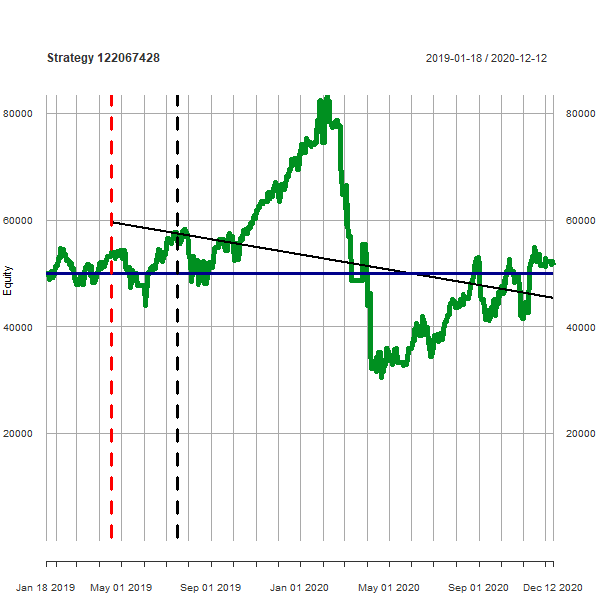 Strategy 122067428
2019-01-18 / 2020-12-12
80000
80000
60000
60000
Equity
40000
40000
20000
20000
Jan 18 2019
May 01 2019
Sep 01 2019
Jan 01 2020
May 01 2020
Sep 01 2020
Dec 12 2020